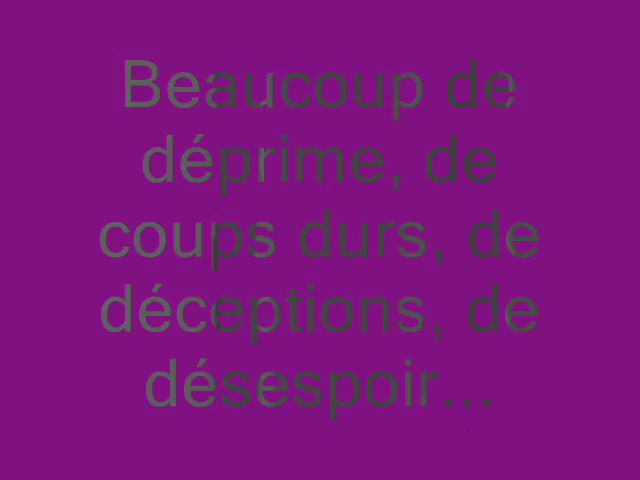 Beaucoup de
déprime, de
coups durs, de
déceptions, de
désespoir...